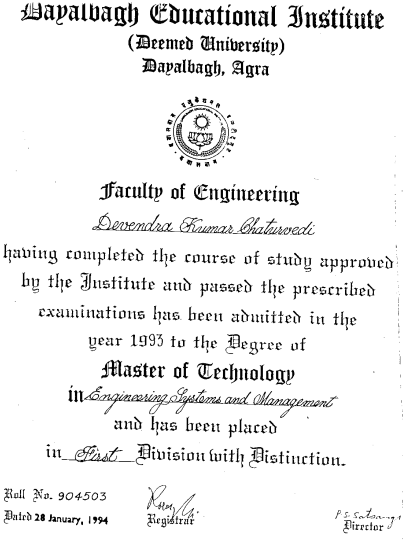 Dayalbagh Educational Institute
(Deemed University)
Dayalbagh, Agra
Faculty of Engineering
Devendra Kumar Chaturvedi
having completed the course of study approved
by the Institute and passed the prescribed
examinations has been admitted in the
year 1993 to the Degree of
Master of Technology
in Engineering Systems and Management
and has been placed
in First Division with Distinction.
Roll No. 904503
Dated 28 January, 1994
Registrar
P. S. Satsangi
Director